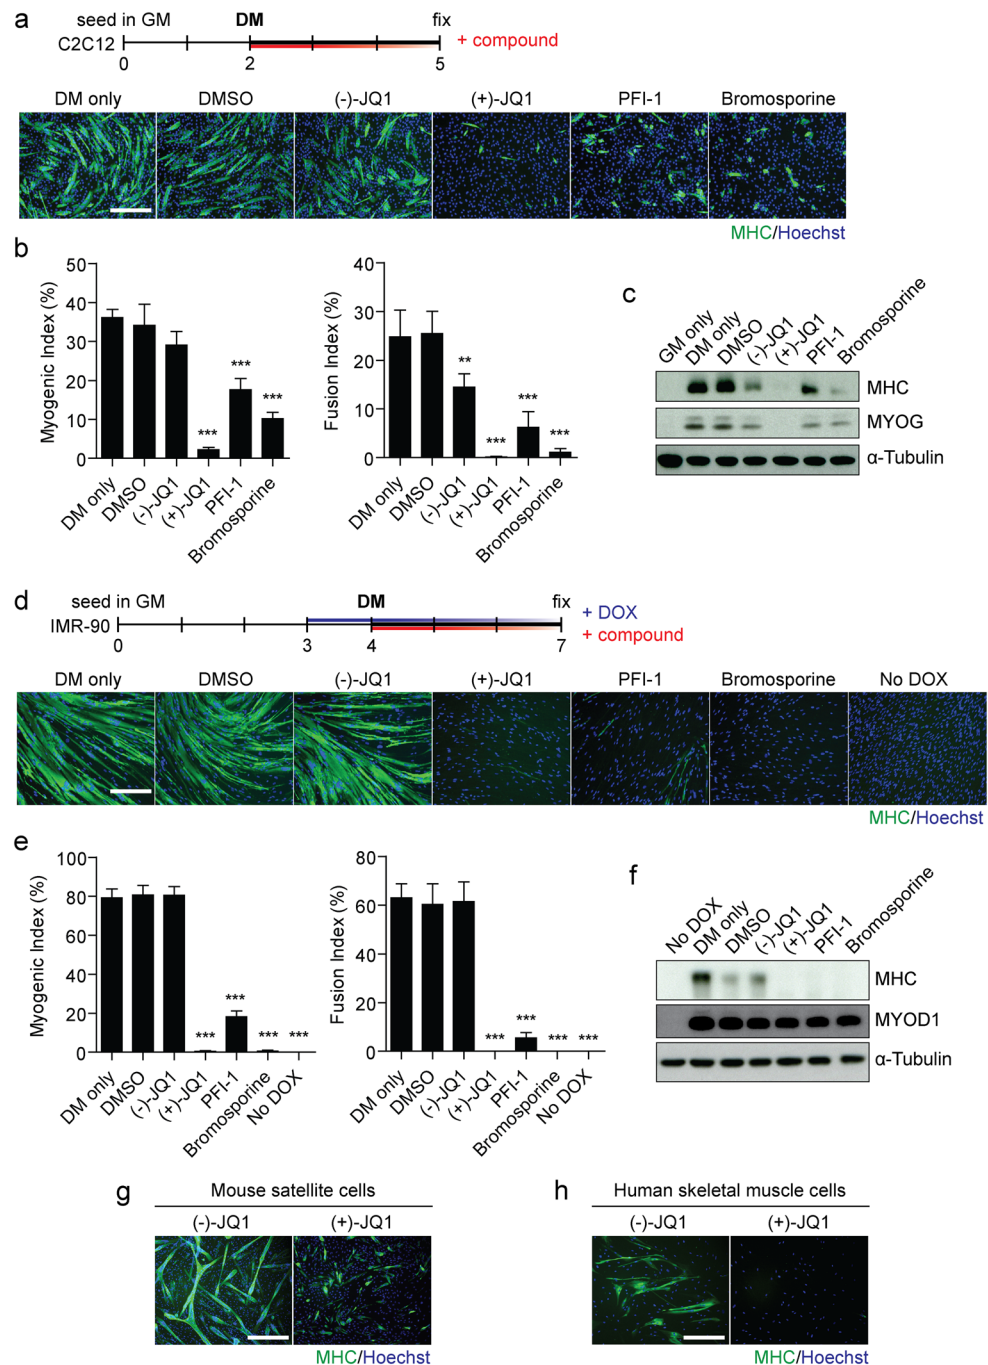 a
seed in GM DM fix
C2C12 + compound
0 2 5
DM only DMSO (-)-JQ1 (+)-JQ1 PFI-1 Bromosporine
MHC/Hoechst
b
Myogenic Index (%)
50
40
30
20
10
0
*** *** ***
DM only DMSO (-)-JQ1 (+)-JQ1 PFI-1 Bromosporine
Fusion Index (%)
40
30
20
10
0
** *** *** ***
DM only DMSO (-)-JQ1 (+)-JQ1 PFI-1 Bromosporine
c
GM only DM only DMSO (-)-JQ1 (+)-JQ1 PFI-1 Bromosporine
MHC
MYOG
α-Tubulin
d
seed in GM DM fix
+ DOX
IMR-90 + compound
0 3 4 7
DM only DMSO (-)-JQ1 (+)-JQ1 PFI-1 Bromosporine No DOX
MHC/Hoechst
e
Myogenic Index (%)
100
80
60
40
20
0
*** *** *** ***
DM only DMSO (-)-JQ1 (+)-JQ1 PFI-1 Bromosporine No DOX
Fusion Index (%)
80
60
40
20
0
*** *** *** ***
DM only DMSO (-)-JQ1 (+)-JQ1 PFI-1 Bromosporine No DOX
f
No DOX DM only DMSO (-)-JQ1 (+)-JQ1 PFI-1 Bromosporine
MHC
MYOD1
α-Tubulin
g
Mouse satellite cells
(-)-JQ1 (+)-JQ1
MHC/Hoechst
h
Human skeletal muscle cells
(-)-JQ1 (+)-JQ1
MHC/Hoechst